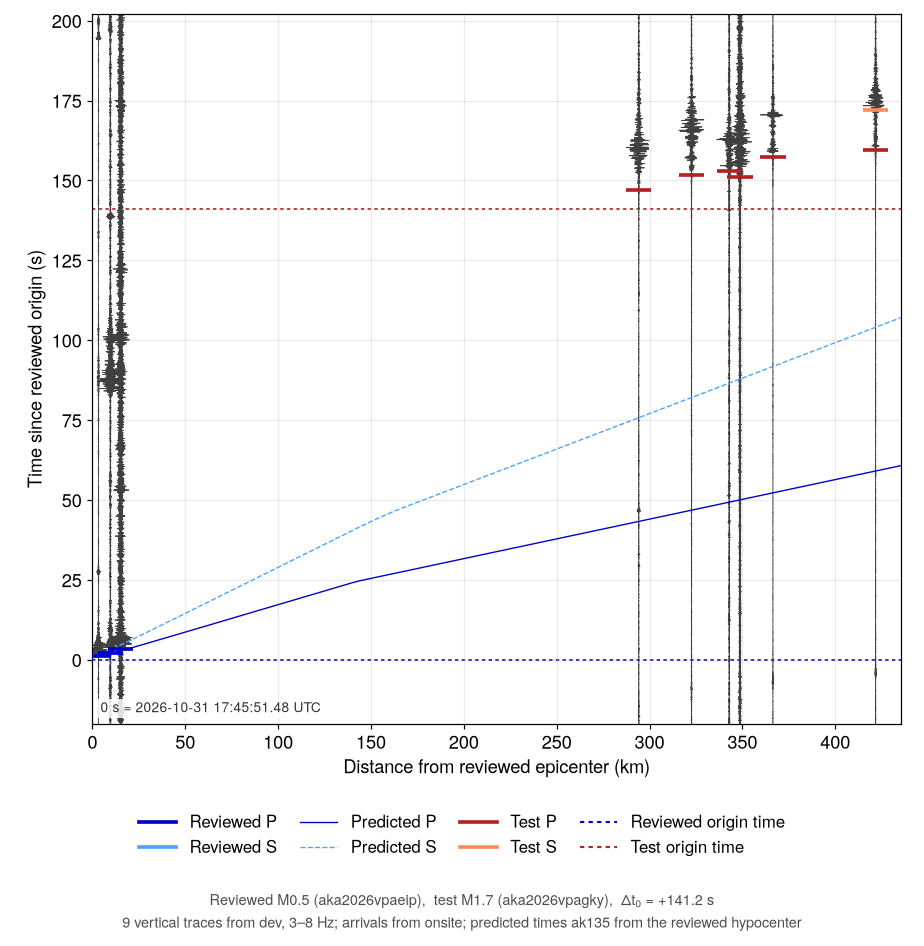 200
175
150
125
100
75
50
25
0
Time since reviewed origin (s)
0 s = 2026-10-31 17:45:51.48 UTC
0 50 100 150 200 250 300 350 400
Distance from reviewed epicenter (km)
Reviewed P Predicted P Test P Reviewed origin time
Reviewed S Predicted S Test S Test origin time
Reviewed M0.5 (aka2026vpaeip), test M1.7 (aka2026vpagky), Δt₀ = +141.2 s
9 vertical traces from dev, 3–8 Hz; arrivals from onsite; predicted times ak135 from the reviewed hypocenter